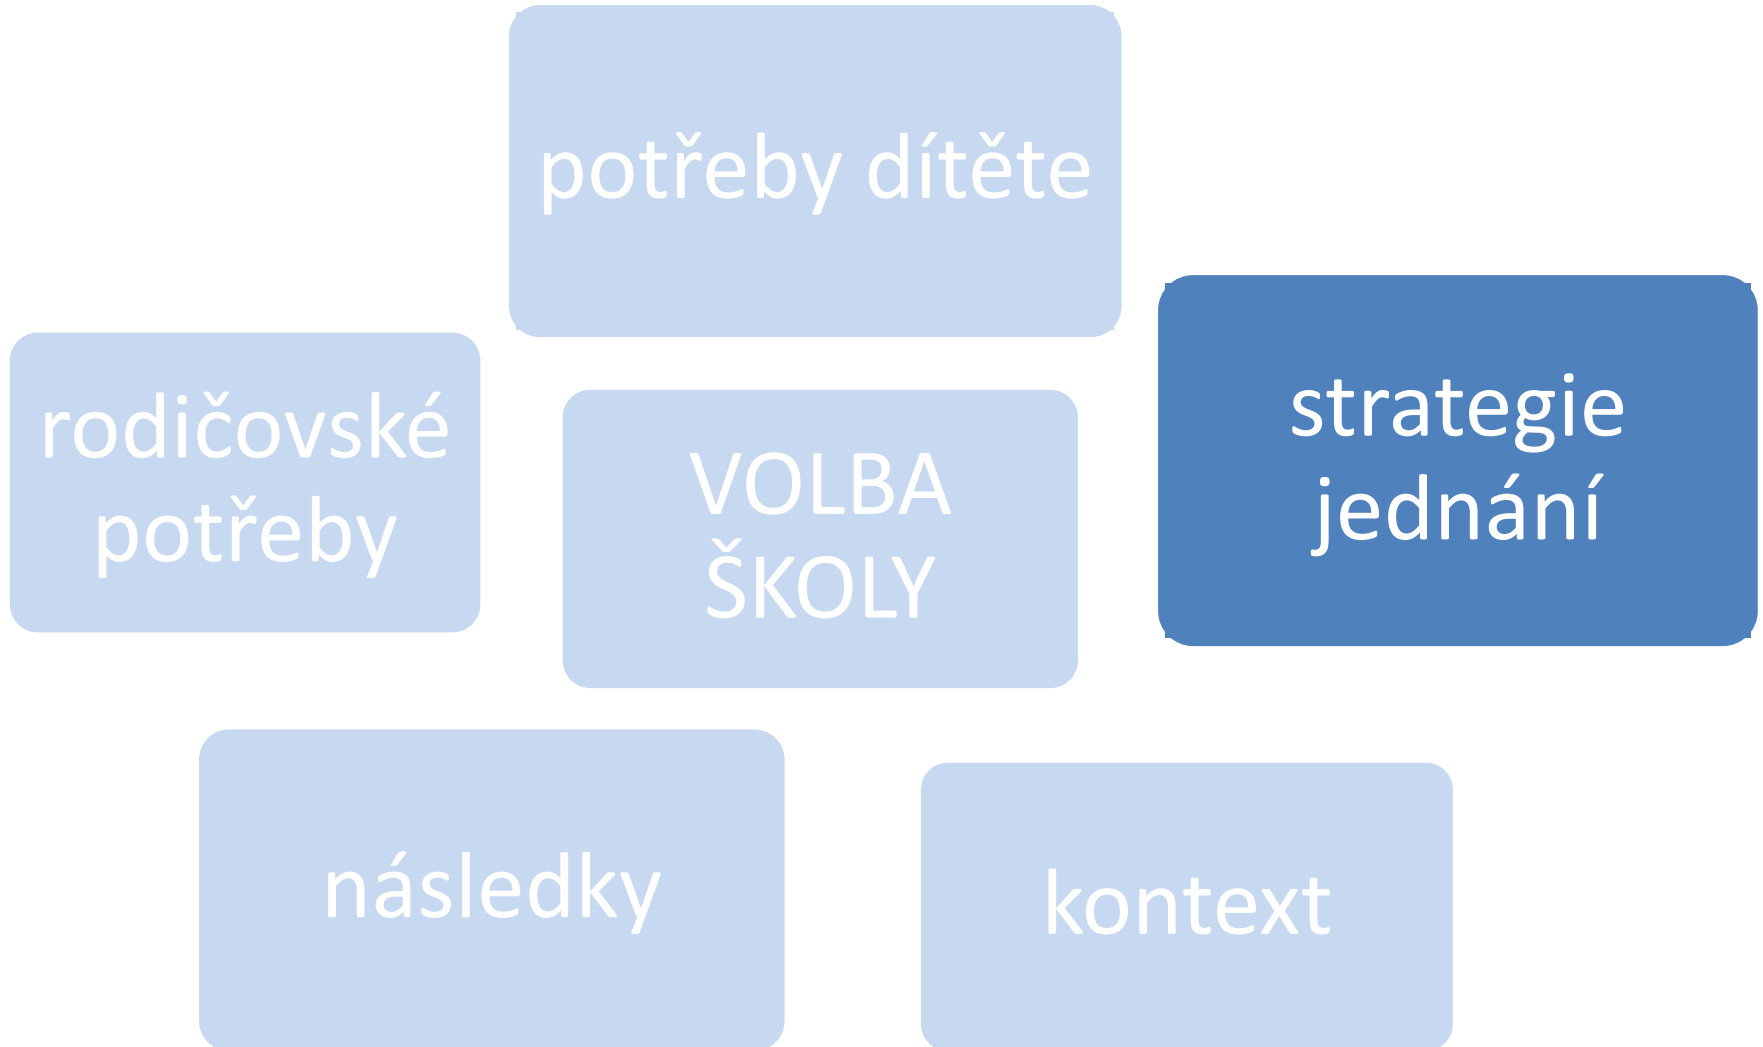 potřeby dítěte
rodičovské
potřeby
VOLBA
ŠKOLY
strategie
jednání
následky
kontext